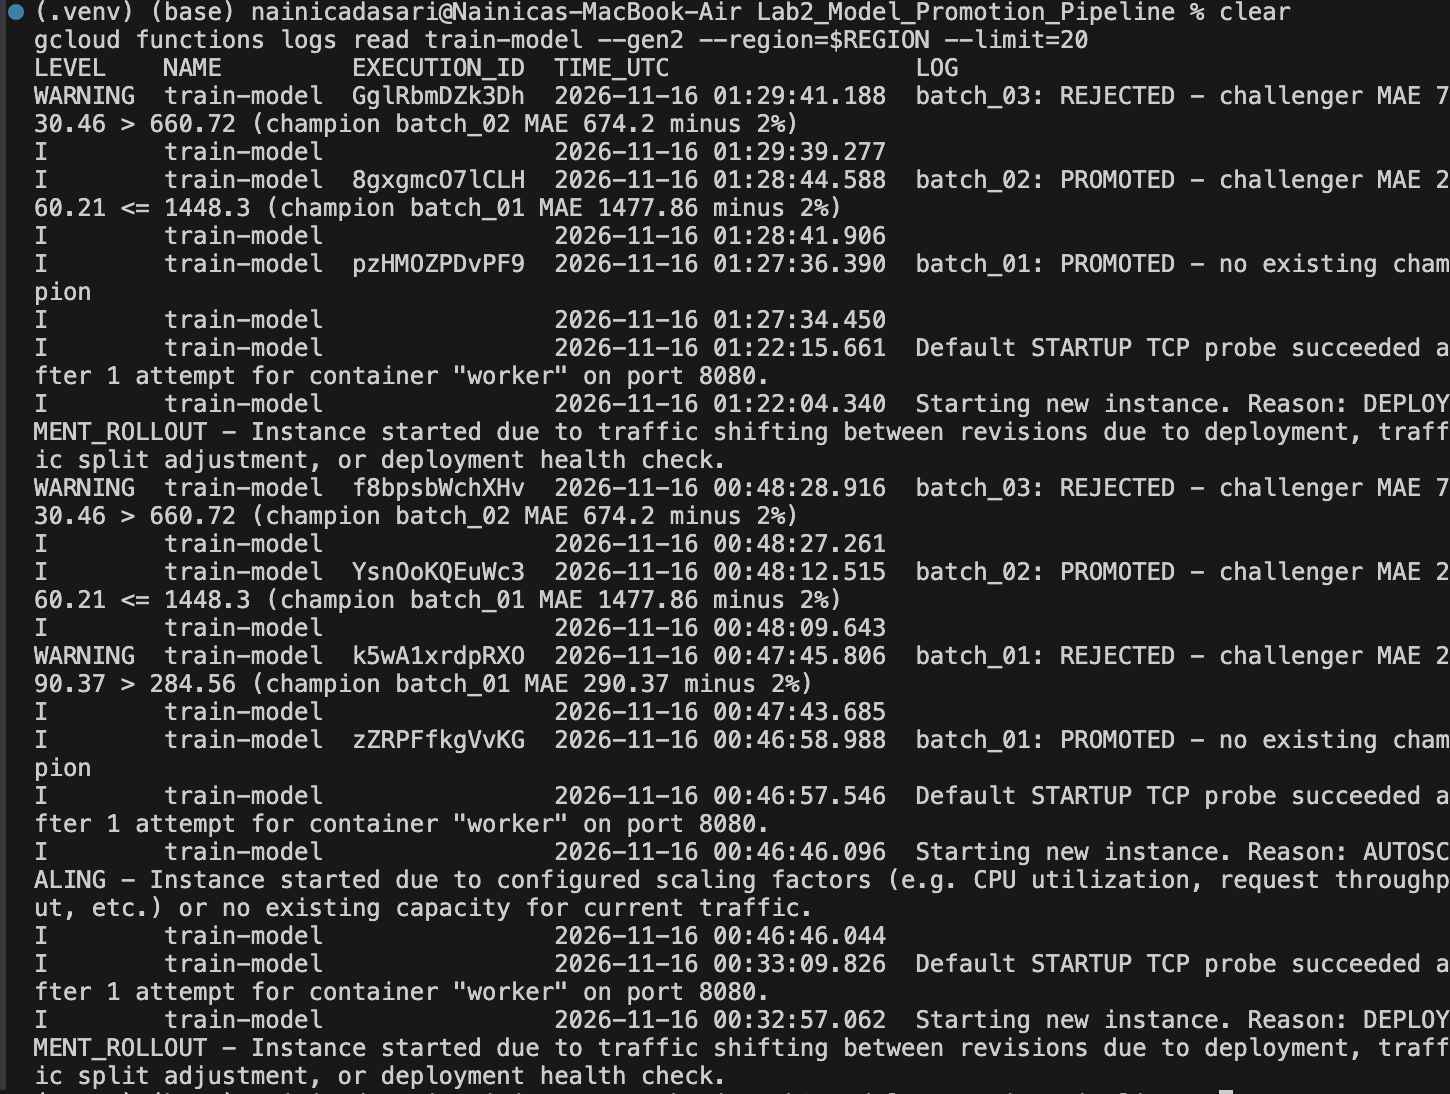 (.venv) (base) nainicadasari@Nainicas-MacBook-Air Lab2_Model_Promotion_Pipeline % clear
gcloud functions logs read train-model --gen2 --region=$REGION --limit=20
LEVEL    NAME         EXECUTION_ID  TIME_UTC                 LOG
WARNING  train-model  GglRbmDZk3Dh  2026-11-16 01:29:41.188  batch_03: REJECTED – challenger MAE 7
30.46 > 660.72 (champion batch_02 MAE 674.2 minus 2%)
I        train-model                2026-11-16 01:29:39.277
I        train-model  8gxgmcO7lCLH  2026-11-16 01:28:44.588  batch_02: PROMOTED – challenger MAE 2
60.21 <= 1448.3 (champion batch_01 MAE 1477.86 minus 2%)
I        train-model                2026-11-16 01:28:41.906
I        train-model  pzHMOZPDvPF9  2026-11-16 01:27:36.390  batch_01: PROMOTED – no existing cham
pion
I        train-model                2026-11-16 01:27:34.450
I        train-model                2026-11-16 01:22:15.661  Default STARTUP TCP probe succeeded a
fter 1 attempt for container "worker" on port 8080.
I        train-model                2026-11-16 01:22:04.340  Starting new instance. Reason: DEPLOY
MENT_ROLLOUT – Instance started due to traffic shifting between revisions due to deployment, traff
ic split adjustment, or deployment health check.
WARNING  train-model  f8bpsbWchXHv  2026-11-16 00:48:28.916  batch_03: REJECTED – challenger MAE 7
30.46 > 660.72 (champion batch_02 MAE 674.2 minus 2%)
I        train-model                2026-11-16 00:48:27.261
I        train-model  YsnOoKQEuWc3  2026-11-16 00:48:12.515  batch_02: PROMOTED – challenger MAE 2
60.21 <= 1448.3 (champion batch_01 MAE 1477.86 minus 2%)
I        train-model                2026-11-16 00:48:09.643
WARNING  train-model  k5wA1xrdpRXO  2026-11-16 00:47:45.806  batch_01: REJECTED – challenger MAE 2
90.37 > 284.56 (champion batch_01 MAE 290.37 minus 2%)
I        train-model                2026-11-16 00:47:43.685
I        train-model  zZRPFfkgVvKG  2026-11-16 00:46:58.988  batch_01: PROMOTED – no existing cham
pion
I        train-model                2026-11-16 00:46:57.546  Default STARTUP TCP probe succeeded a
fter 1 attempt for container "worker" on port 8080.
I        train-model                2026-11-16 00:46:46.096  Starting new instance. Reason: AUTOSC
ALING – Instance started due to configured scaling factors (e.g. CPU utilization, request throughp
ut, etc.) or no existing capacity for current traffic.
I        train-model                2026-11-16 00:46:46.044
I        train-model                2026-11-16 00:33:09.826  Default STARTUP TCP probe succeeded a
fter 1 attempt for container "worker" on port 8080.
I        train-model                2026-11-16 00:32:57.062  Starting new instance. Reason: DEPLOY
MENT_ROLLOUT – Instance started due to traffic shifting between revisions due to deployment, traff
ic split adjustment, or deployment health check.